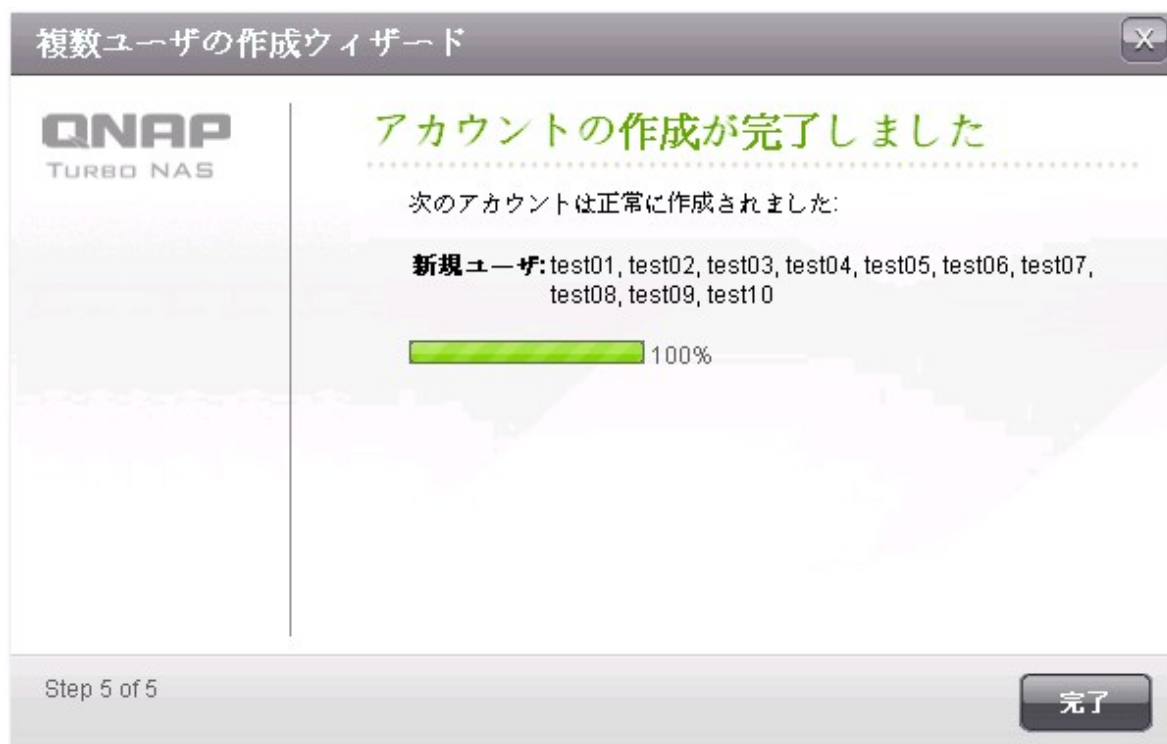 複数ユーザの作成ウィザード
X
QNAP
TURBO NAS
アカウントの作成が完了しました
次のアカウントは正常に作成されました:
新規ユーザ: test01, test02, test03, test04, test05, test06, test07,
test08, test09, test10
100%
Step 5 of 5
完了